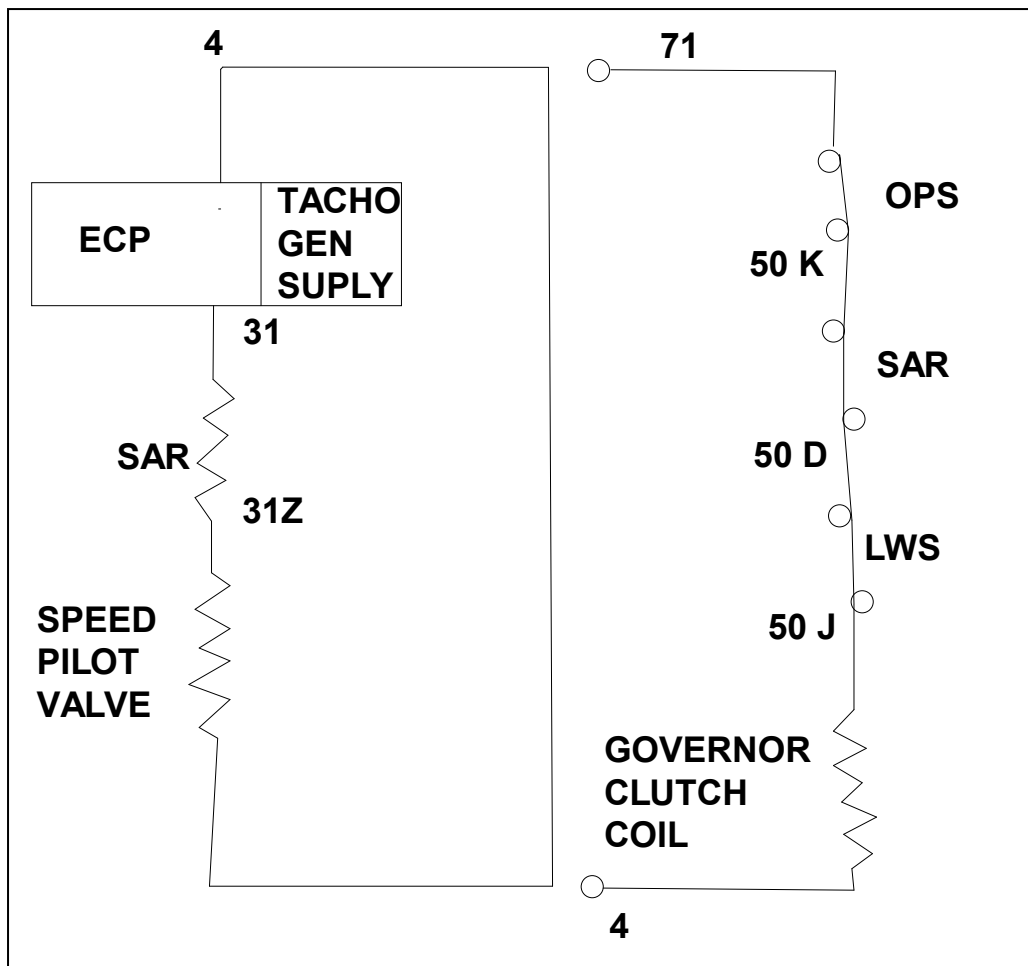 4
ECP
TACHO
GEN
SUPLY
31
SAR
31Z
SPEED
PILOT
VALVE
71
OPS
50 K
SAR
50 D
LWS
50 J
GOVERNOR
CLUTCH
COIL
4